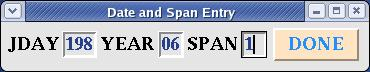 Date and Span Entry
JDAY 198 YEAR 06 SPAN 1 DONE